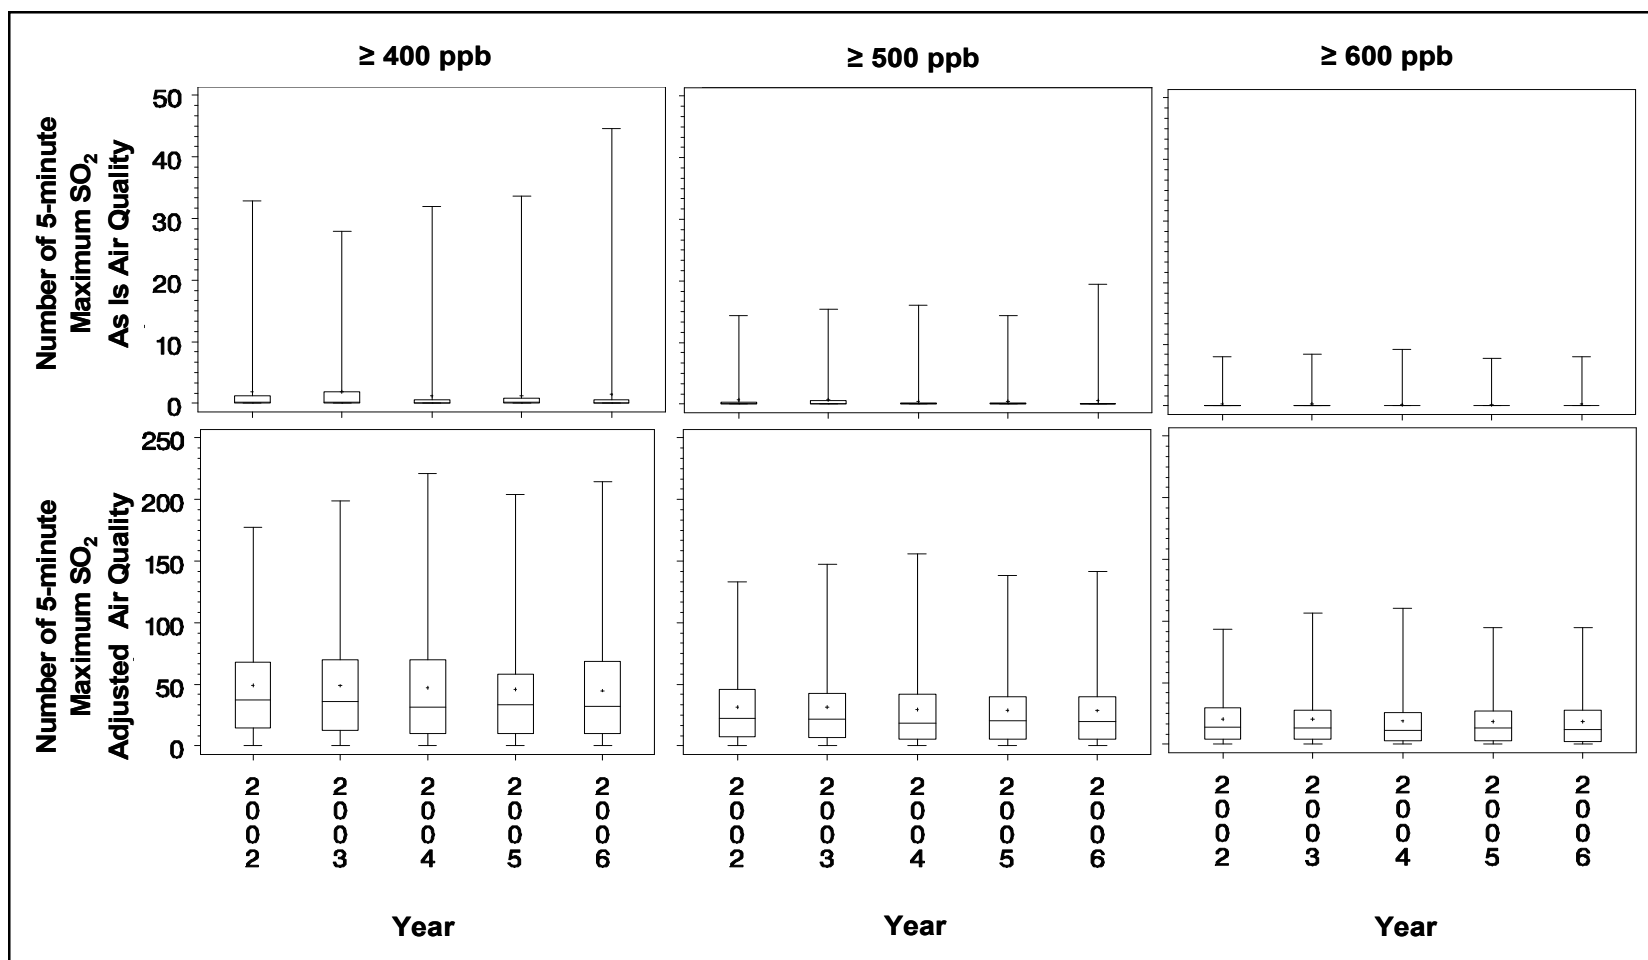 ≥ 400 ppb
≥ 500 ppb
≥ 600 ppb
Number of 5-minute
Maximum SO2
As Is Air Quality
50
40
30
20
10
0
Number of 5-minute
Maximum SO2
Adjusted Air Quality
250
200
150
100
50
0
2002
2003
2004
2005
2006
2002
2003
2004
2005
2006
2002
2003
2004
2005
2006
Year
Year
Year